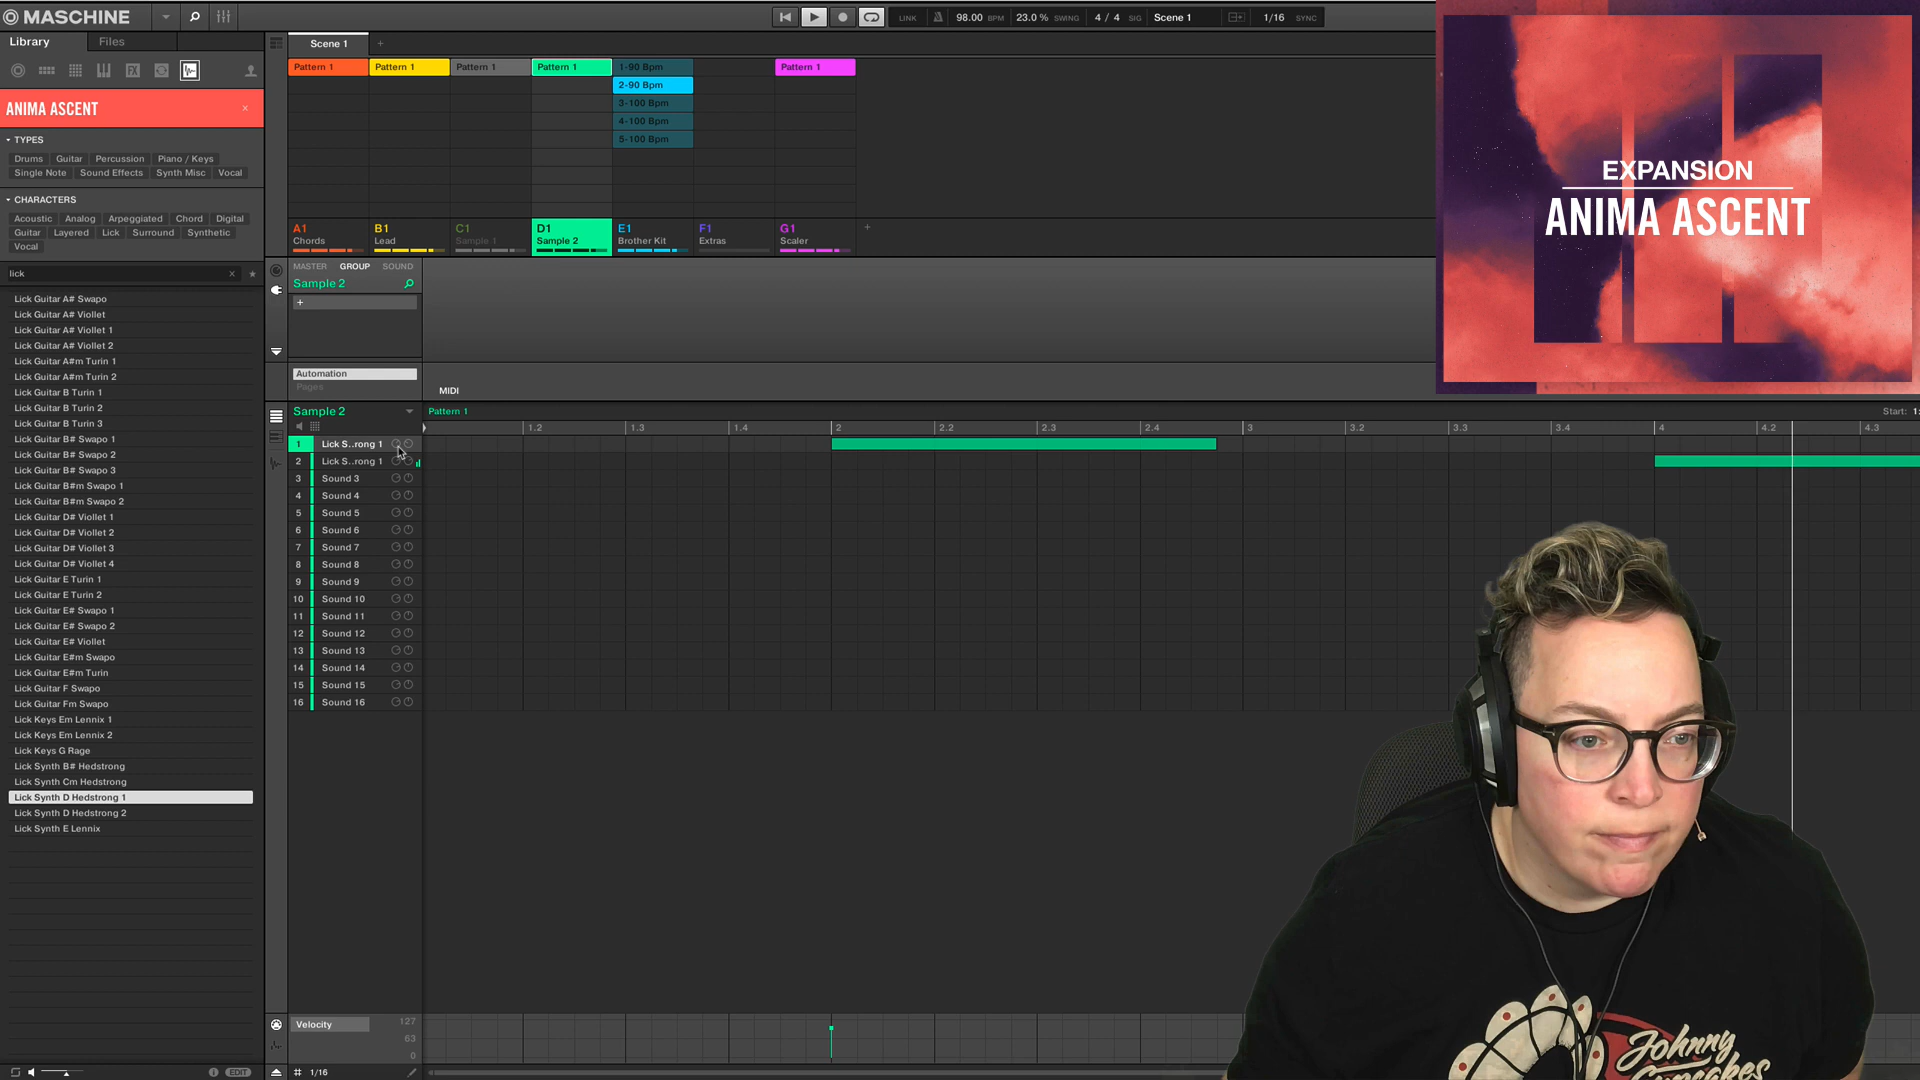 MASCHINE
LINK
98.00 BPM
23.0 % SWING
4 / 4 SIG
Scene 1
1/16 SYNC
Library
Files
Scene 1
+
ANIMA ASCENT
×
TYPES
Drums Guitar Percussion Piano / Keys
Single Note Sound Effects Synth Misc Vocal
CHARACTERS
Acoustic Analog Arpeggiated Chord Digital
Guitar Layered Lick Surround Synthetic
Vocal
lick
Lick Guitar A# Swapo
Lick Guitar A# Viollet
Lick Guitar A# Viollet 1
Lick Guitar A# Viollet 2
Lick Guitar A#m Turin 1
Lick Guitar A#m Turin 2
Lick Guitar B Turin 1
Lick Guitar B Turin 2
Lick Guitar B Turin 3
Lick Guitar B# Swapo 1
Lick Guitar B# Swapo 2
Lick Guitar B# Swapo 3
Lick Guitar B#m Swapo 1
Lick Guitar B#m Swapo 2
Lick Guitar D# Viollet 1
Lick Guitar D# Viollet 2
Lick Guitar D# Viollet 3
Lick Guitar D# Viollet 4
Lick Guitar E Turin 1
Lick Guitar E Turin 2
Lick Guitar E# Swapo 1
Lick Guitar E# Swapo 2
Lick Guitar E# Viollet
Lick Guitar E#m Swapo
Lick Guitar E#m Turin
Lick Guitar F Swapo
Lick Guitar Fm Swapo
Lick Keys Em Lennix 1
Lick Keys Em Lennix 2
Lick Keys G Rage
Lick Synth B# Hedstrong
Lick Synth Cm Hedstrong
Lick Synth D Hedstrong 1
Lick Synth D Hedstrong 2
Lick Synth E Lennix
EDIT
Pattern 1 Pattern 1 Pattern 1 Pattern 1 1-90 Bpm Pattern 1
2-90 Bpm
3-100 Bpm
4-100 Bpm
5-100 Bpm
A1 B1 C1 D1 E1 F1 G1 +
Chords Lead Sample 1 Sample 2 Brother Kit Extras Scaler
MASTER GROUP SOUND
Sample 2
+
Automation
Pages
MIDI
Sample 2
Pattern 1
Start:
1.2 1.3 1.4 2 2.2 2.3 2.4 3 3.2 3.3 3.4 4 4.2 4.3
1 Lick S..rong 1
2 Lick S..rong 1
3 Sound 3
4 Sound 4
5 Sound 5
6 Sound 6
7 Sound 7
8 Sound 8
9 Sound 9
10 Sound 10
11 Sound 11
12 Sound 12
13 Sound 13
14 Sound 14
15 Sound 15
16 Sound 16
Velocity
127
63
0
# 1/16
EXPANSION
ANIMA ASCENT
Johnny
Cupcakes